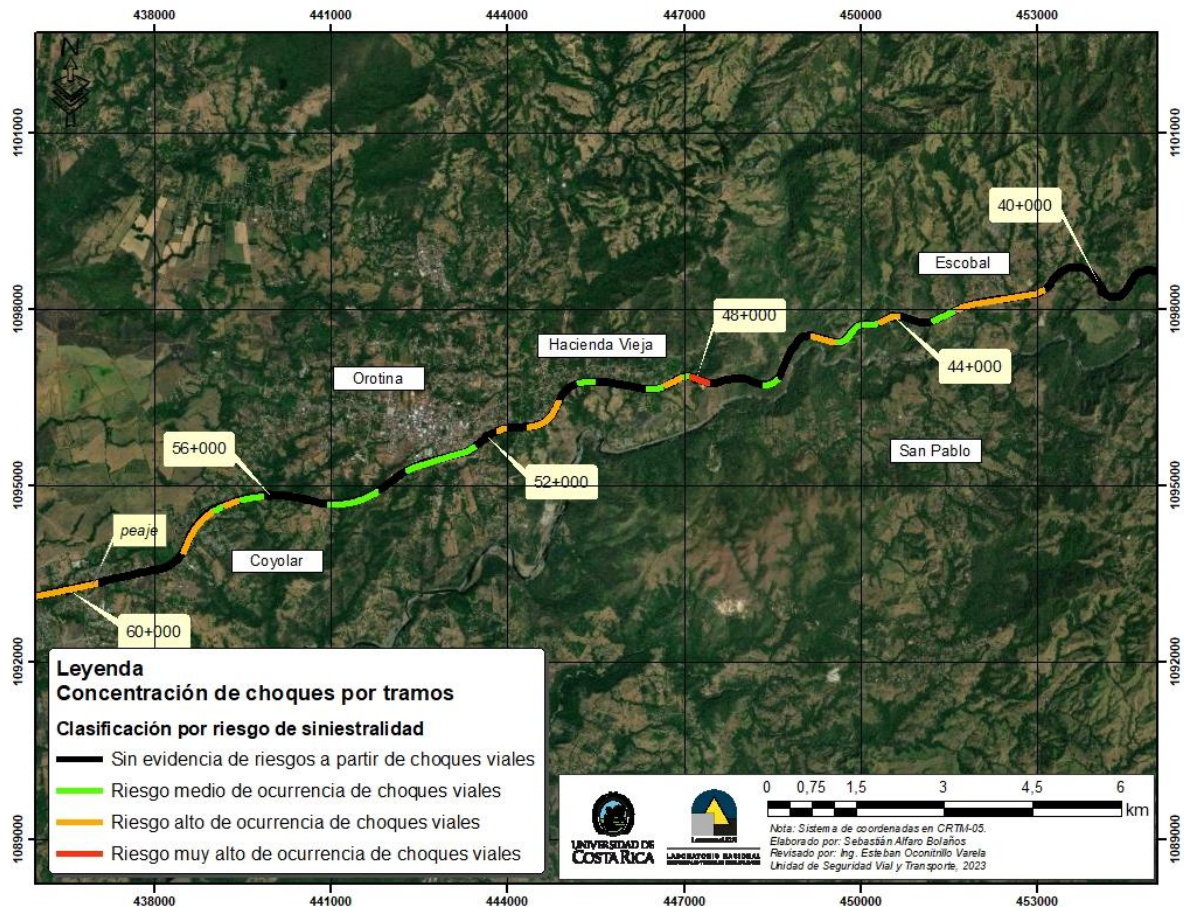 438000 441000 444000 447000 450000 453000
N
1101000 1101000
40+000
Escobal
1098000 1098000
48+000
Hacienda Vieja
44+000
Orotina
San Pablo
56+000
52+000
1095000 1095000
peaje
Coyolar
60+000
1092000 1092000
Leyenda
Concentración de choques por tramos
Clasificación por riesgo de siniestralidad
Sin evidencia de riesgos a partir de choques viales
Riesgo medio de ocurrencia de choques viales
Riesgo alto de ocurrencia de choques viales
Riesgo muy alto de ocurrencia de choques viales
0 0,75 1,5 3 4,5 6
km
UNIVERSIDAD DE
COSTA RICA
LABORATORIO NACIONAL
Nota: Sistema de coordenadas en CRTM-05.
Elaborado por: Sebastián Alfaro Bolaños
Revisado por: Ing. Esteban Oconitrillo Varela
Unidad de Seguridad Vial y Transporte, 2023
1089000 1089000
438000 441000 444000 447000 450000 453000